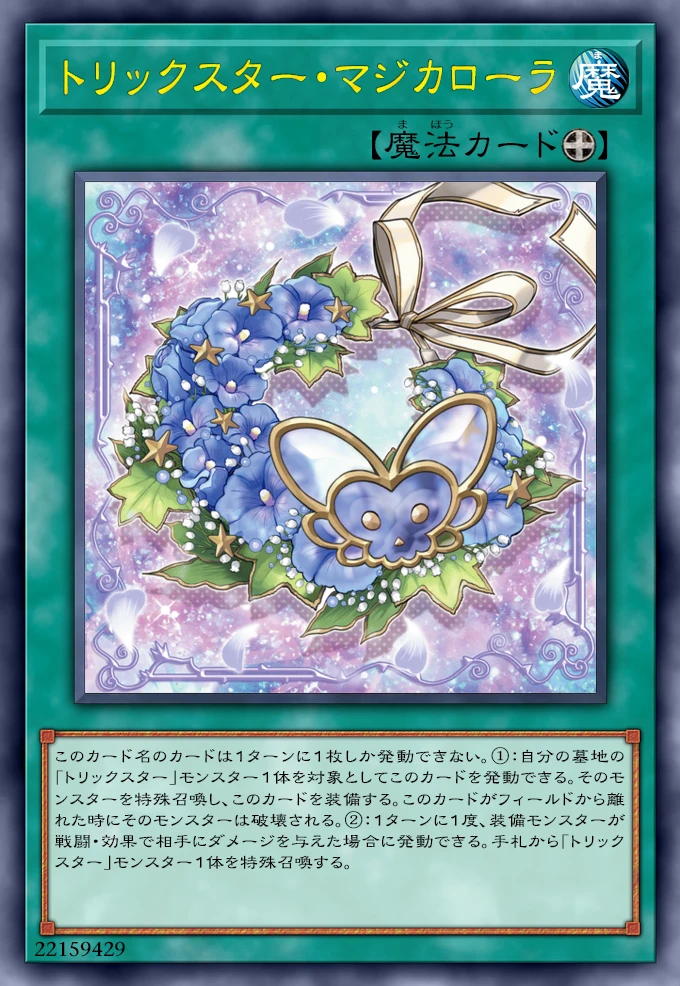 トリックスター・マジカローラ 魔
【魔法カード】
このカード名のカードは1ターンに1枚しか発動できない。①:自分の墓地の
「トリックスター」モンスター1体を対象としてこのカードを発動できる。そのモ
ンスターを特殊召喚し、このカードを装備する。このカードがフィールドから離
れた時にそのモンスターは破壊される。②:1ターンに1度、装備モンスターが
戦闘・効果で相手にダメージを与えた場合に発動できる。手札から「トリック
スター」モンスター1体を特殊召喚する。
22159429